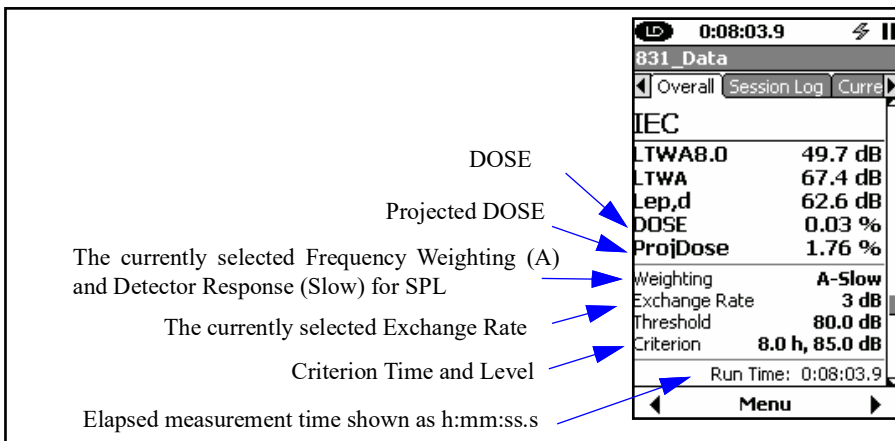 LD 0:08:03.9
831_Data
Overall Session Log Curre
IEC
LTWA8.0 49.7 dB
LTWA 67.4 dB
Lep,d 62.6 dB
DOSE 0.03 %
ProjDose 1.76 %
Weighting A-Slow
Exchange Rate 3 dB
Threshold 80.0 dB
Criterion 8.0 h, 85.0 dB
Run Time: 0:08:03.9
Menu
DOSE
Projected DOSE
The currently selected Frequency Weighting (A)
and Detector Response (Slow) for SPL
The currently selected Exchange Rate
Criterion Time and Level
Elapsed measurement time shown as h:mm:ss.s